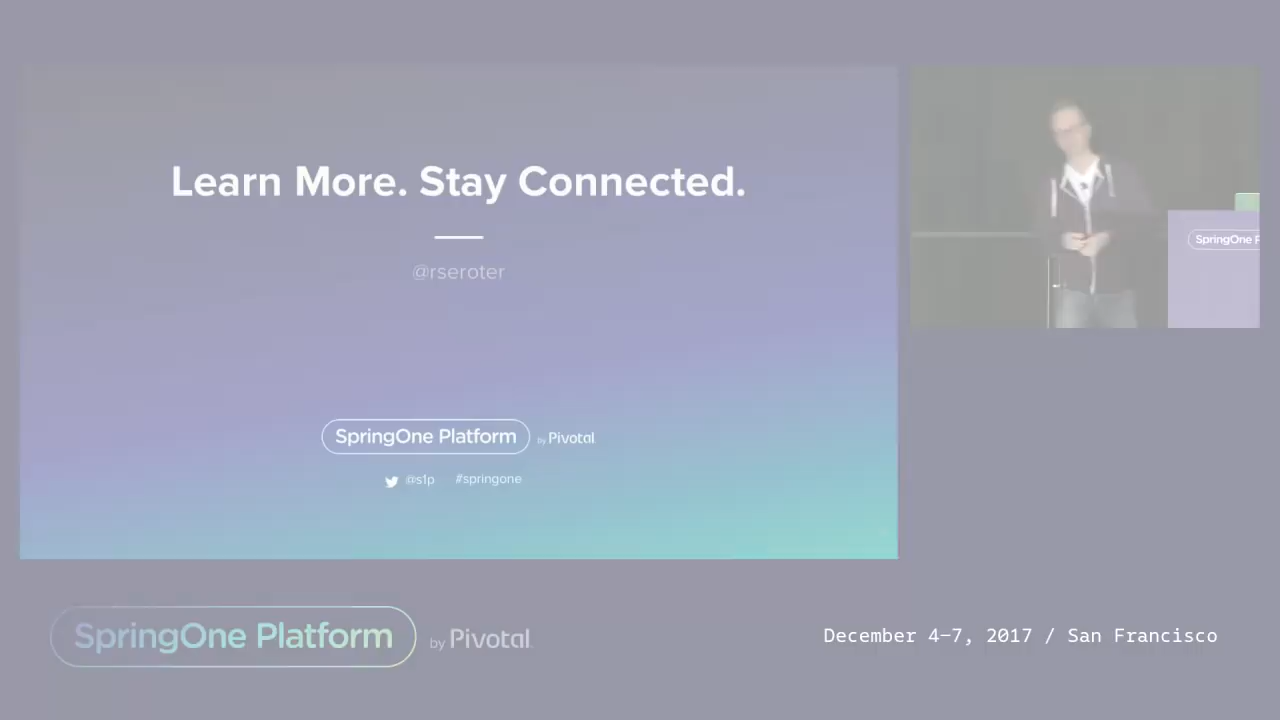 Learn More. Stay Connected.
@rseroter
SpringOne Platform by Pivotal
@s1p #springone
SpringOne P
SpringOne Platform by Pivotal.
December 4–7, 2017 / San Francisco